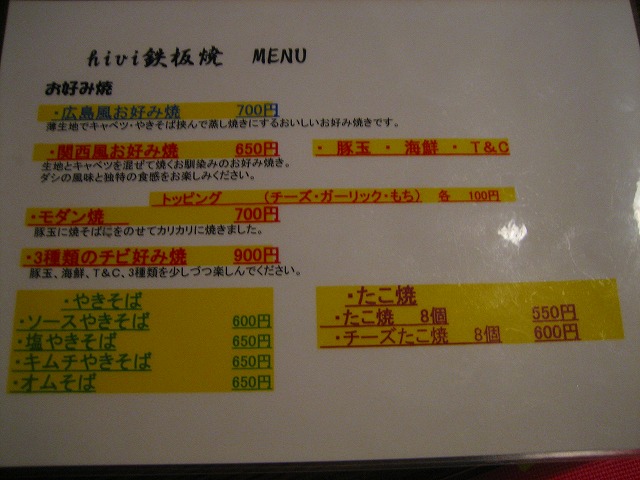 hivi鉄板焼 MENU
お好み焼
・広島風お好み焼 700円
薄生地でキャベツ・やきそば挟んで蒸し焼きにするおいしいお好み焼きです。
・関西風お好み焼 650円 ・ 豚玉 ・ 海鮮 ・ T&C
生地とキャベツを混ぜて焼くお馴染みのお好み焼き。
ダシの風味と独特の食感をお楽しみください。
トッピング (チーズ・ガーリック・もち) 各 100円
・モダン焼 700円
豚玉に焼そばにをのせてカリカリに焼きました。
・3種類のチビ好み焼 900円
豚玉、海鮮、T&C、3種類を少しづつ楽しんでください。
・やきそば
・ソースやきそば 600円
・塩やきそば 650円
・キムチやきそば 650円
・オムそば 650円
・たこ焼
・たこ焼 8個 550円
・チーズたこ焼 8個 600円